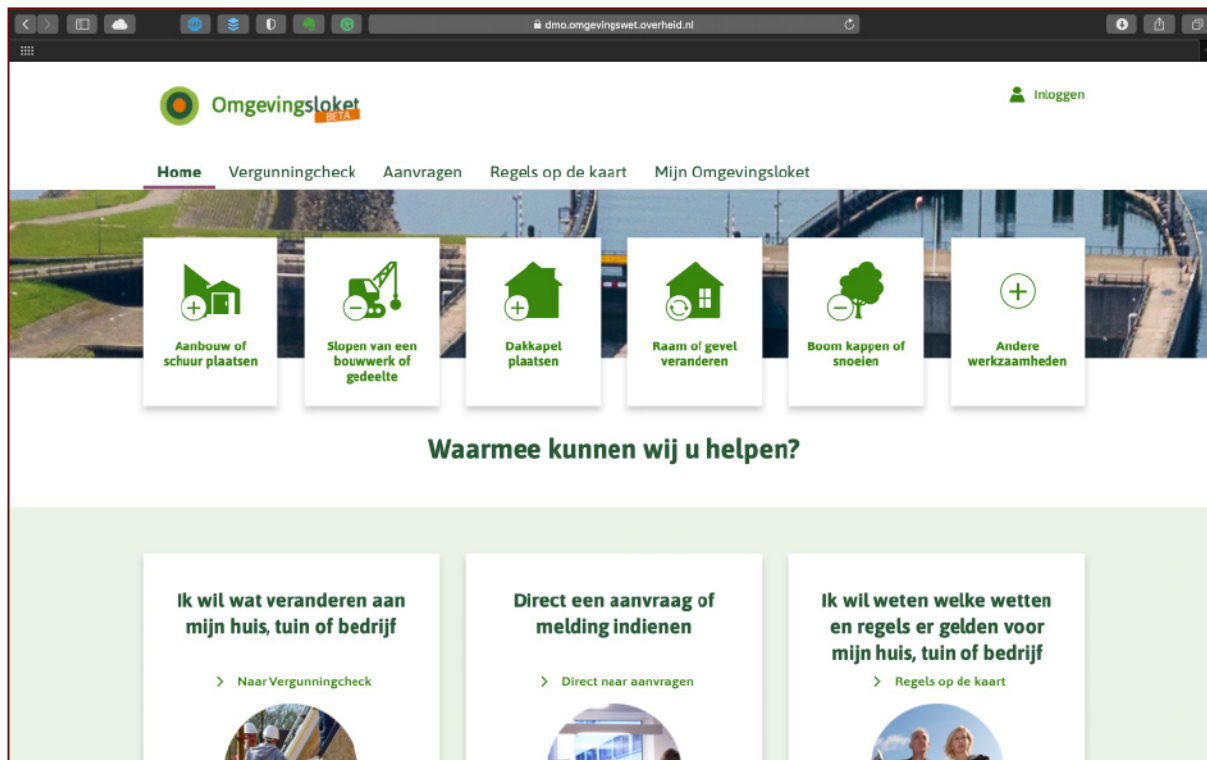 dmo.omgevingswet.overheid.nl
Omgevingsloket
BETA
Inloggen
Home Vergunningcheck Aanvragen Regels op de kaart Mijn Omgevingsloket
Aanbouw of
schuur plaatsen
Slopen van een
bouwwerk of
gedeelte
Dakkapel
plaatsen
Raam of gevel
veranderen
Boom kappen of
snoeien
Andere
werkzaamheden
Waarmee kunnen wij u helpen?
Ik wil wat veranderen aan
mijn huis, tuin of bedrijf
Naar Vergunningcheck
Direct een aanvraag of
melding indienen
Direct naar aanvragen
Ik wil weten welke wetten
en regels er gelden voor
mijn huis, tuin of bedrijf
Regels op de kaart